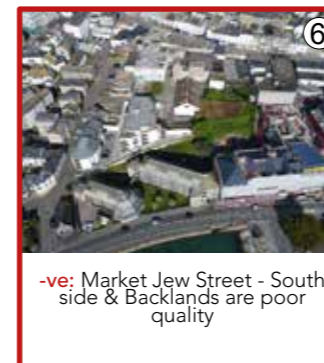 ⑥
-ve: Market Jew Street - South
side & Backlands are poor
quality